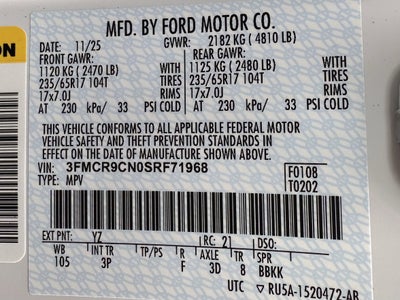 MFD. BY FORD MOTOR CO.
DATE: 11/25 GVWR: 2182 KG ( 4810 LB)
FRONT GAWR: REAR GAWR:
1120 KG ( 2470 LB) WITH 1125 KG ( 2480 LB) WITH
235/65R17 104T TIRES 235/65R17 104T TIRES
17x7.0J RIMS 17x7.0J RIMS
AT 230 kPa/ 33 PSI COLD AT 230 kPa/ 33 PSI COLD
THIS VEHICLE CONFORMS TO ALL APPLICABLE FEDERAL MOTOR
VEHICLE SAFETY AND THEFT PREVENTION STANDARDS IN
EFFECT ON THE DATE OF MANUFACTURE SHOWN ABOVE.
VIN: 3FMCR9CN0SRF71968 F0108
TYPE: MPV T0202
EXT PNT: YZ RC: 21 DSO:
WB INT TR TP/PS R AXLE TR SPR
105 3P F 3D 8 BBKK
UTC RU5A-1520472-AB
ON